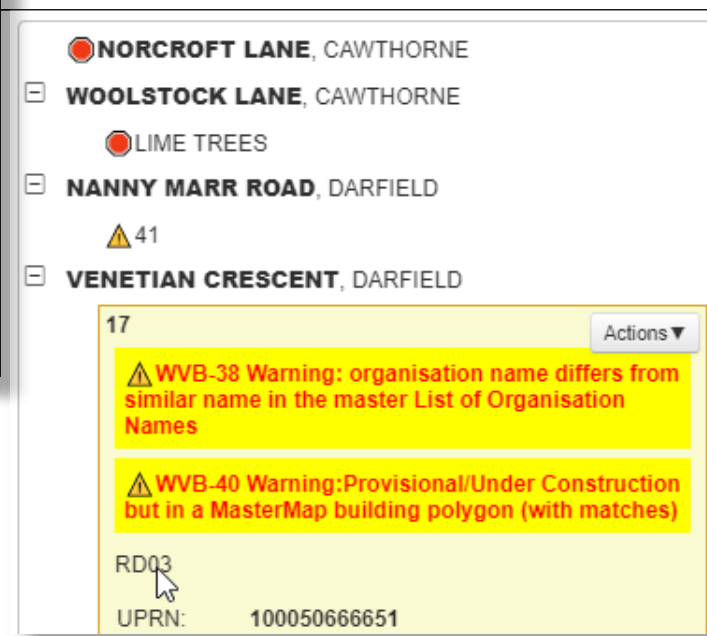 NORCROFT LANE, CAWTHORNE
WOOLSTOCK LANE, CAWTHORNE
LIME TREES
NANNY MARR ROAD, DARFIELD
41
VENETIAN CRESCENT, DARFIELD
17
Actions▼
WVB-38 Warning: organisation name differs from
similar name in the master List of Organisation
Names
WVB-40 Warning:Provisional/Under Construction
but in a MasterMap building polygon (with matches)
RD03
UPRN: 100050666651